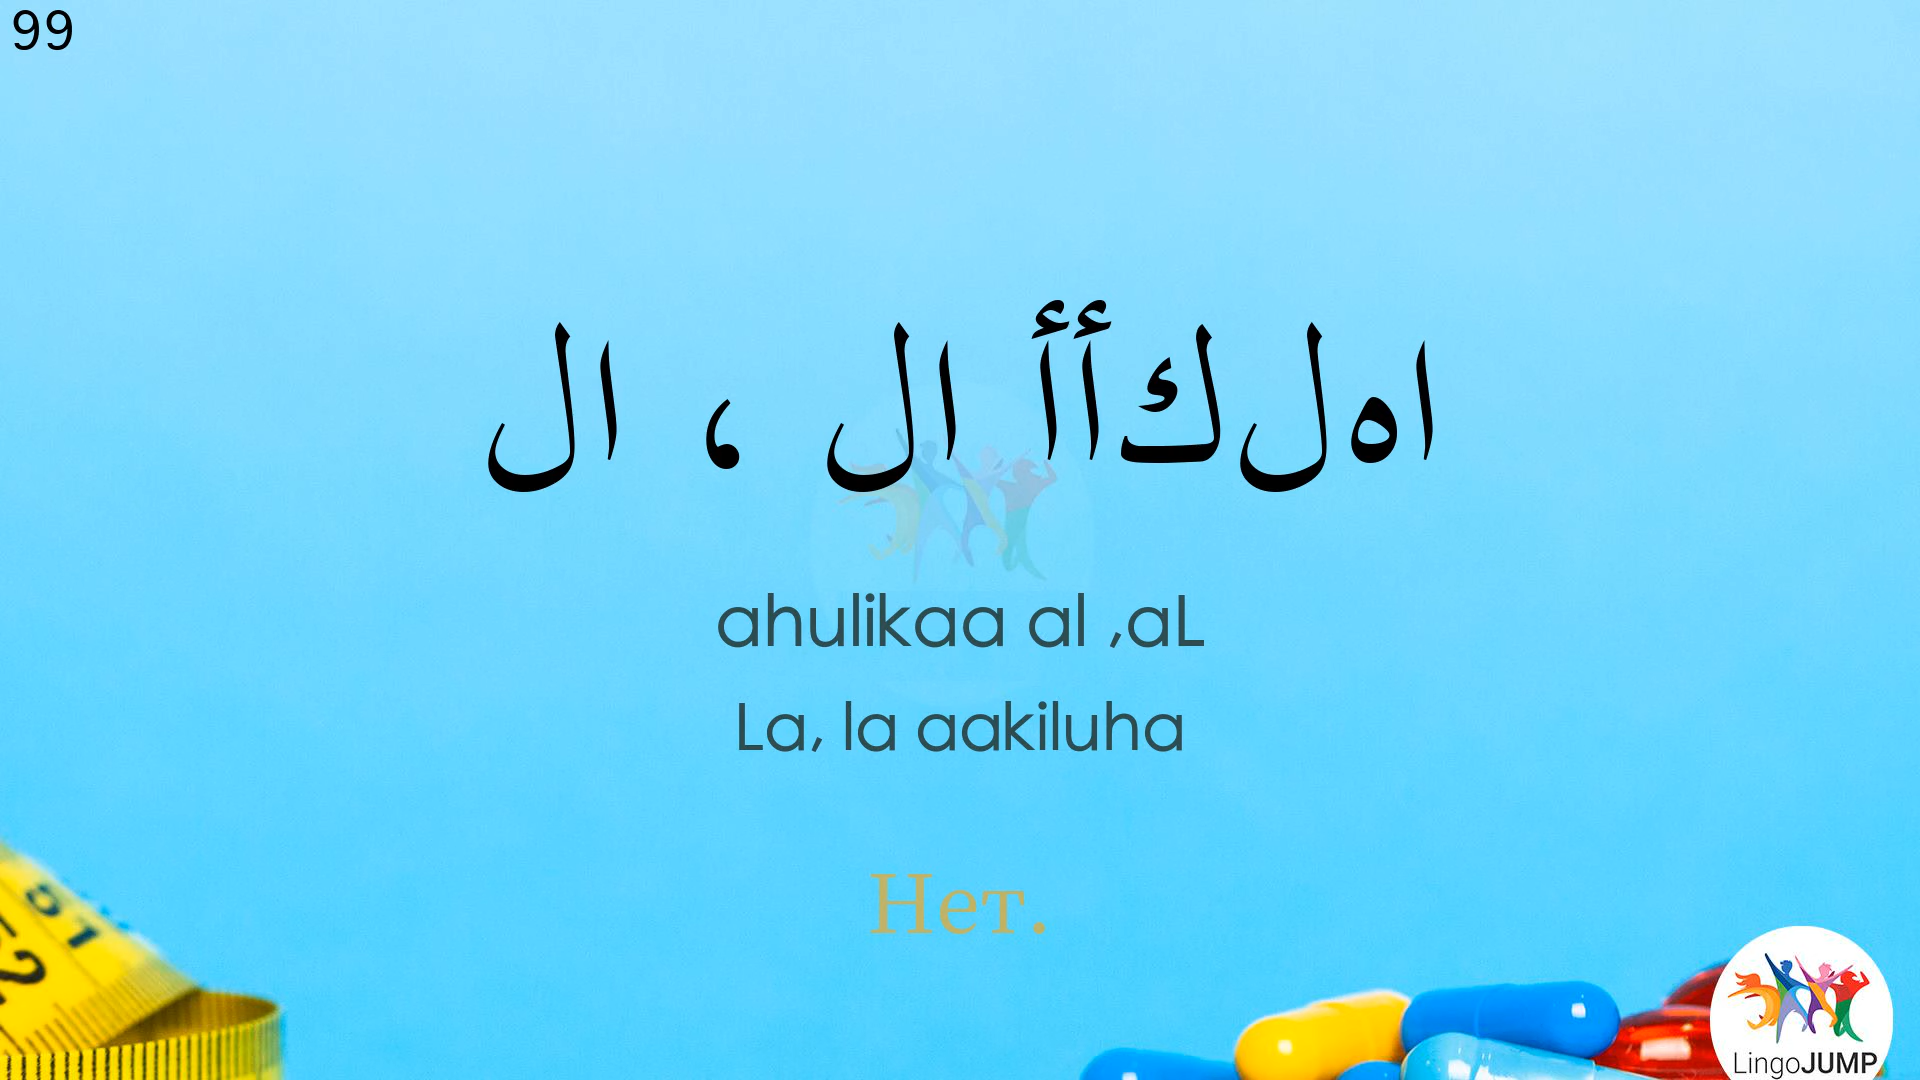 99
اهلكأأ ال ، ال
ahulikaa al ,aL
La, la aakiluha
Нет.
LingoJUMP